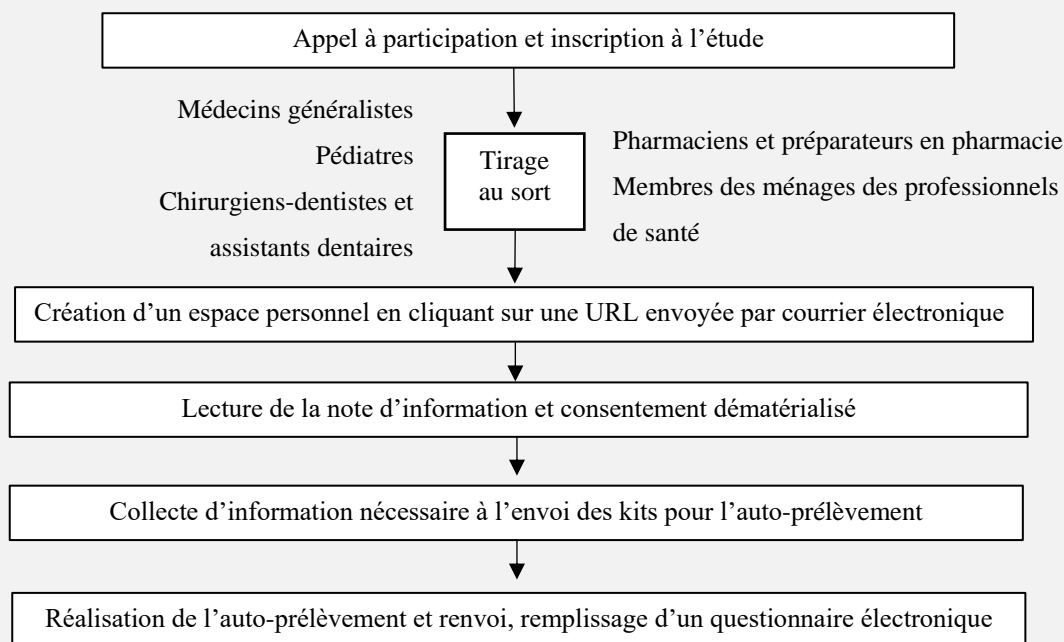 Appel à participation et inscription à l'étude
Médecins généralistes
Pédiatres
Chirurgiens-dentistes et
assistants dentaires
Tirage
au sort
Pharmaciens et préparateurs en pharmacie
Membres des ménages des professionnels
de santé
Création d'un espace personnel en cliquant sur une URL envoyée par courrier électronique
Lecture de la note d'information et consentement dématérialisé
Collecte d'information nécessaire à l'envoi des kits pour l'auto-prélèvement
Réalisation de l'auto-prélèvement et renvoi, remplissage d'un questionnaire électronique